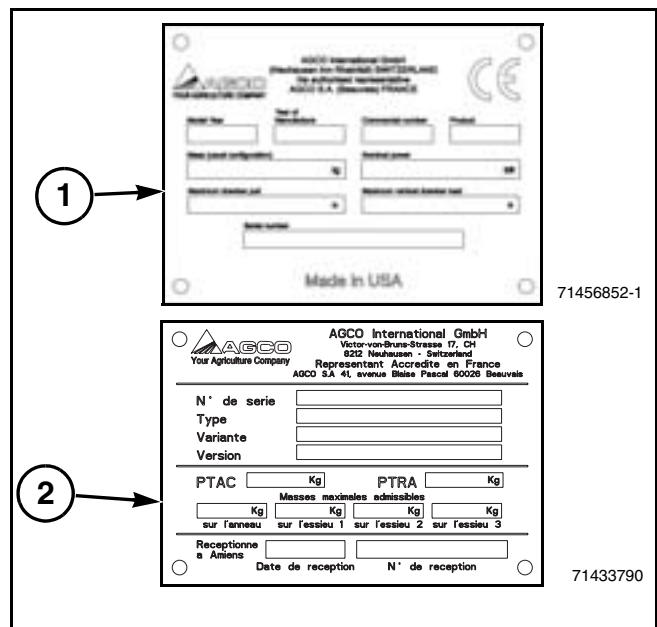 AGCO International GmbH
(Neuhausen Am Rheinfall) SWITZERLAND
AGCO
YOUR AGRICULTURE COMPANY
Its authorised representative
AGCO S.A. (Beauvais) FRANCE
CE
Model Year
Year of
Manufacture
Commercial number
Product
Mass (usual configuration)
Nominal power
kg
kW
Maximum drawbar pull
Maximum vertical drawbar load
Serial number
Made in USA
1
71456852-1
AGCO
Your Agriculture Company
AGCO International GmbH
Victor-von-Bruns-Strasse 17, CH
8212 Neuhausen - Switzerland
Representant Accredite en France
AGCO S.A 41, avenue Blaise Pascal 60026 Beauvais
N° de serie
Type
Variante
Version
2
PTAC Kg PTRA Kg
Masses maximales admissibles
Kg Kg Kg Kg
sur l'anneau sur l'essieu 1 sur l'essieu 2 sur l'essieu 3
Receptionne
a Amiens
Date de reception N° de reception
71433790